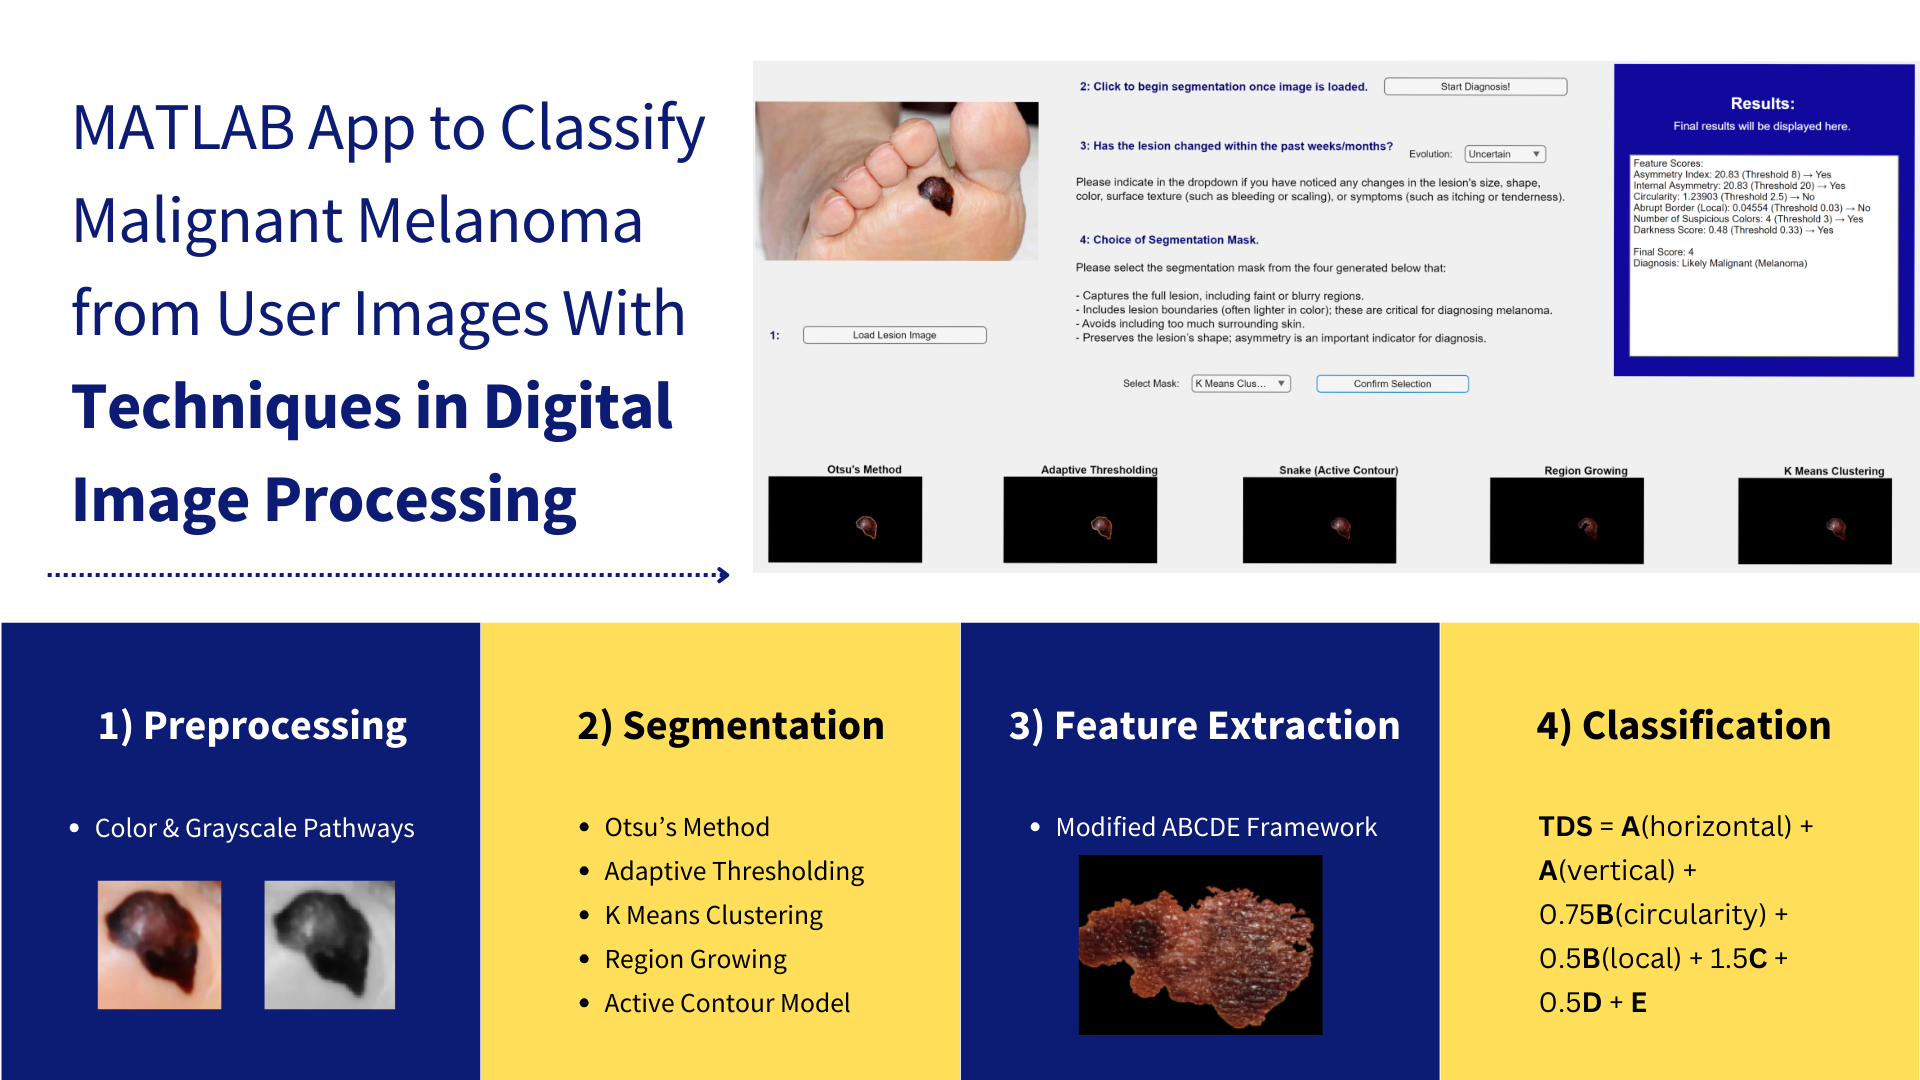 MATLAB App to Classify
Malignant Melanoma
from User Images With
Techniques in Digital
Image Processing
1:
Load Lesion Image
2: Click to begin segmentation once image is loaded.
Start Diagnosis!
3: Has the lesion changed within the past weeks/months?
Evolution:
Uncertain
Please indicate in the dropdown if you have noticed any changes in the lesion's size, shape,
color, surface texture (such as bleeding or scaling), or symptoms (such as itching or tenderness).
4: Choice of Segmentation Mask.
Please select the segmentation mask from the four generated below that:
- Captures the full lesion, including faint or blurry regions.
- Includes lesion boundaries (often lighter in color); these are critical for diagnosing melanoma.
- Avoids including too much surrounding skin.
- Preserves the lesion's shape; asymmetry is an important indicator for diagnosis.
Select Mask:
K Means Clus...
Confirm Selection
Results:
Final results will be displayed here.
Feature Scores:
Asymmetry Index: 20.83 (Threshold 8) → Yes
Internal Asymmetry: 20.83 (Threshold 20) → Yes
Circularity: 1.23903 (Threshold 2.5) → No
Abrupt Border (Local): 0.04554 (Threshold 0.03) → No
Number of Suspicious Colors: 4 (Threshold 3) → Yes
Darkness Score: 0.48 (Threshold 0.33) → Yes
Final Score: 4
Diagnosis: Likely Malignant (Melanoma)
Otsu's Method
Adaptive Thresholding
Snake (Active Contour)
Region Growing
K Means Clustering
1) Preprocessing
• Color & Grayscale Pathways
2) Segmentation
• Otsu’s Method
• Adaptive Thresholding
• K Means Clustering
• Region Growing
• Active Contour Model
3) Feature Extraction
• Modified ABCDE Framework
4) Classification
TDS = A(horizontal) +
A(vertical) +
0.75B(circularity) +
0.5B(local) + 1.5C +
0.5D + E